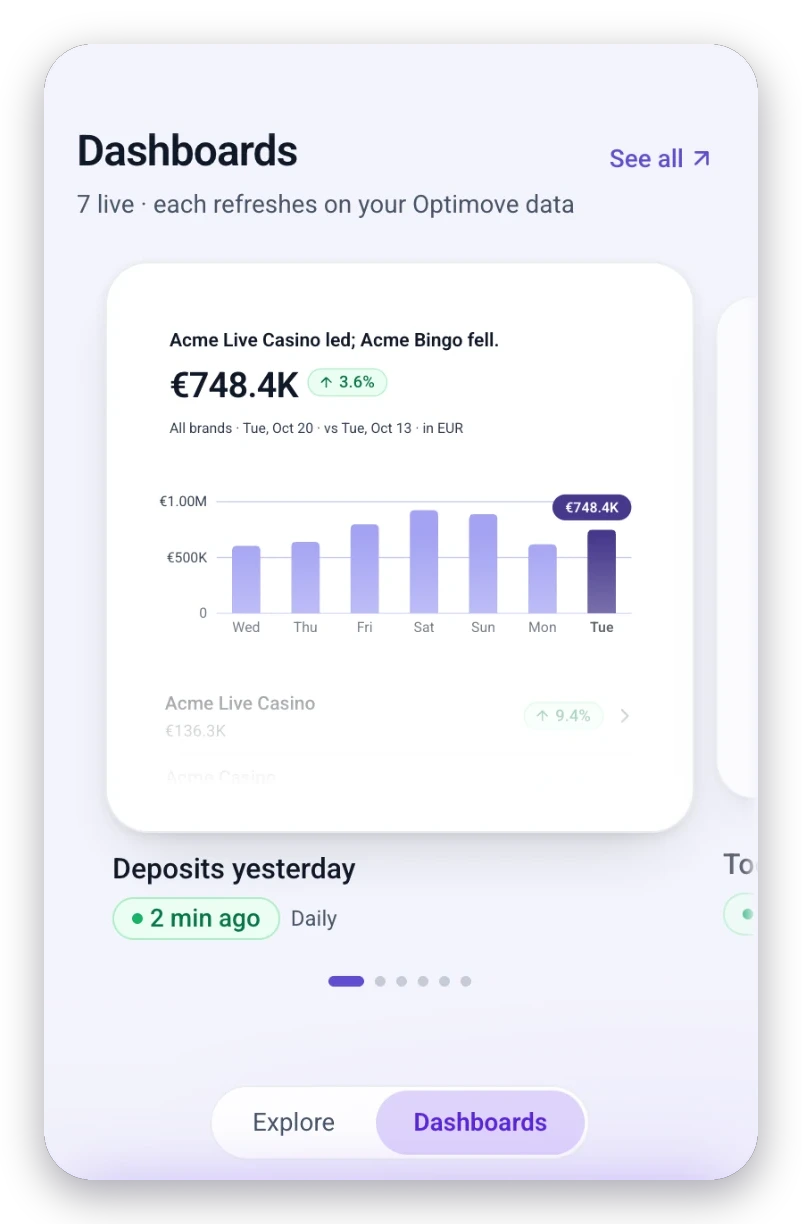 Dashboards
See all
7 live · each refreshes on your Optimove data
Acme Live Casino led; Acme Bingo fell.
€748.4K ↑ 3.6%
All brands · Tue, Oct 20 · vs Tue, Oct 13 · in EUR
€1.00M
€748.4K
€500K
0
Wed Thu Fri Sat Sun Mon Tue
Acme Live Casino
€136.3K
↑ 9.4%
Acme Casino
Deposits yesterday
To
2 min ago Daily
Explore Dashboards